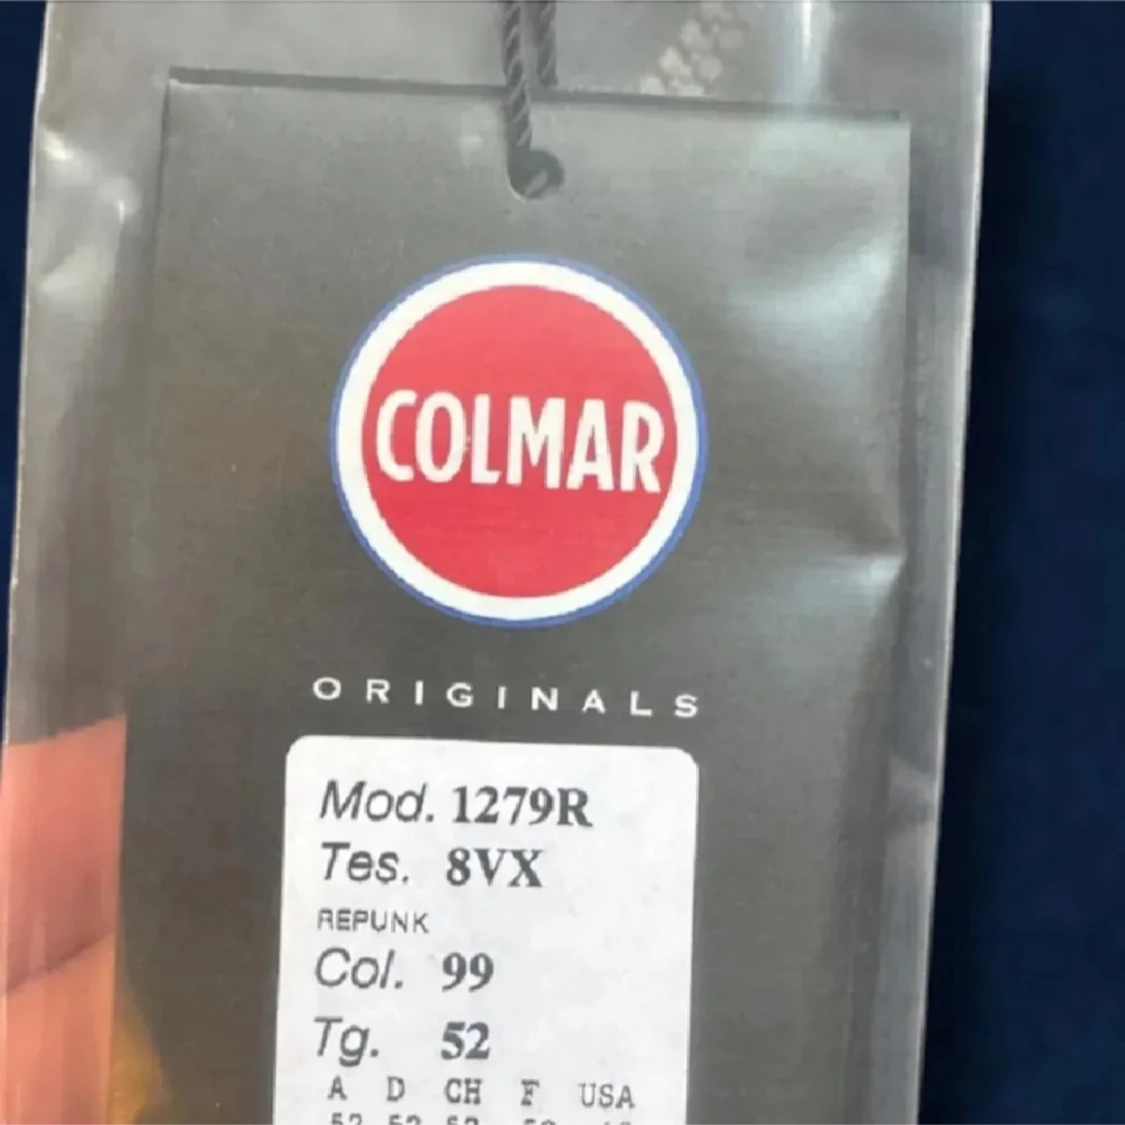 COLMAR
ORIGINALS
Mod. 1279R
Tes. 8VX
REPUNK
Col. 99
Tg. 52
A D CH F USA